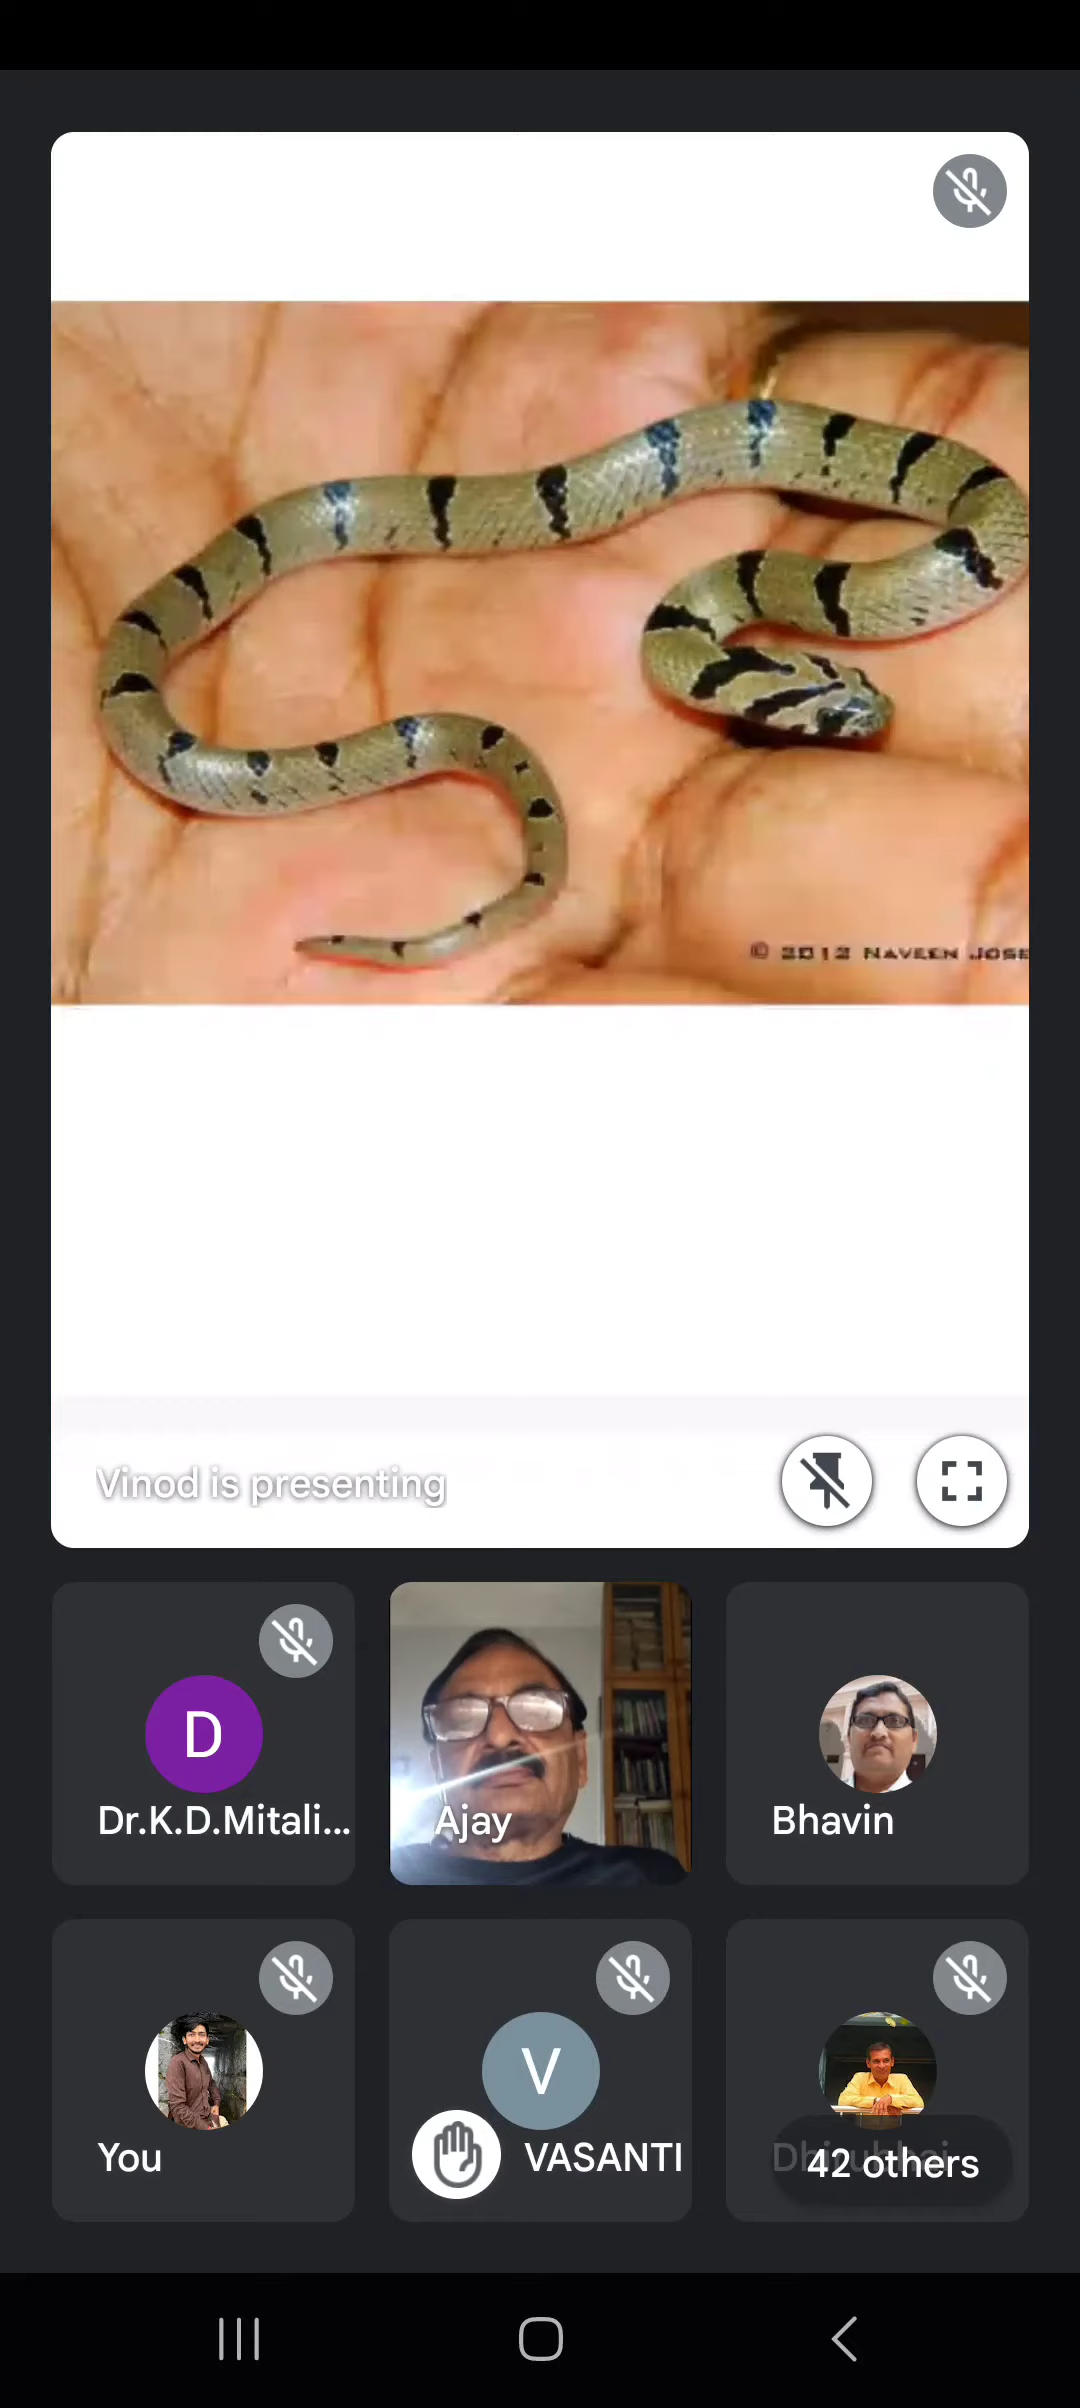 © 2012 NAVEEN JOSE
Vinod is presenting
D
Dr.K.D.Mitali...
Ajay
Bhavin
You
V
VASANTI
42 others